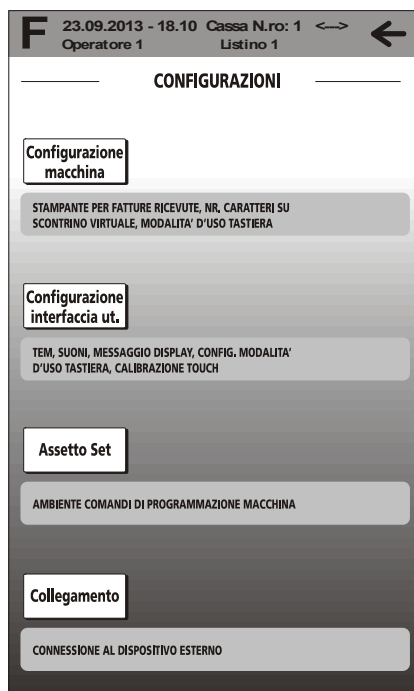 F 23.09.2013 - 18.10 Cassa N.ro: 1 <--->
Operatore 1 Listino 1
CONFIGURAZIONI
Configurazione
macchina
STAMPANTE PER FATTURE RICEVUTE, NR. CARATTERI SU
SCONTRINO VIRTUALE, MODALITA' D'USO TASTIERA
Configurazione
interfaccia ut.
TEM, SUONI, MESSAGGIO DISPLAY, CONFIG. MODALITA'
D'USO TASTIERA, CALIBRAZIONE TOUCH
Assetto Set
AMBIENTE COMANDI DI PROGRAMMAZIONE MACCHINA
Collegamento
CONNESSIONE AL DISPOSITIVO ESTERNO